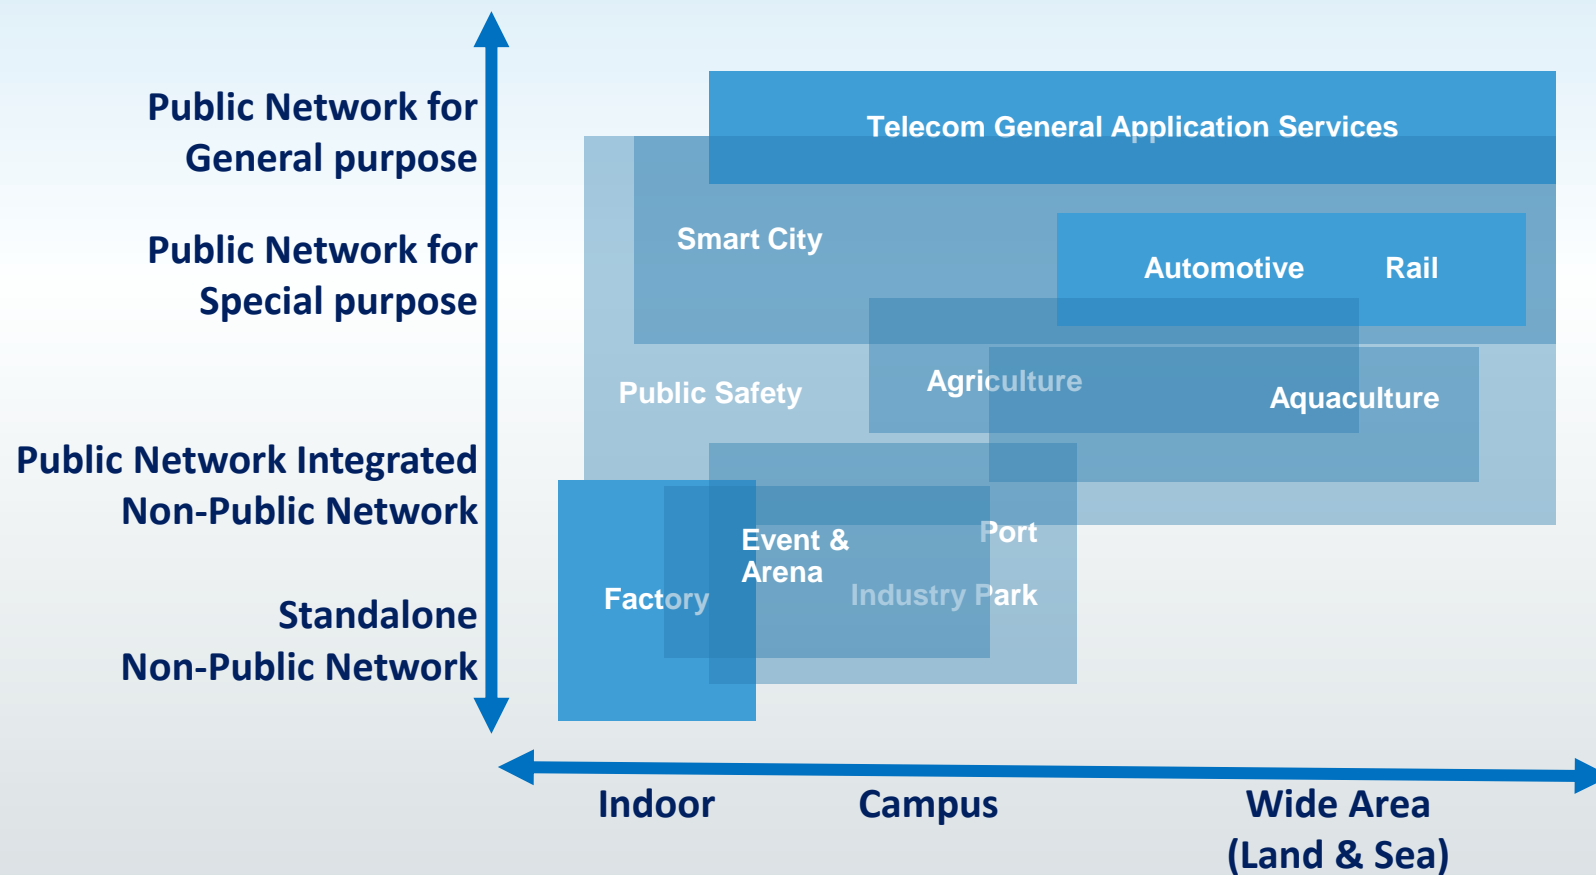 Public Network for
General purpose
Telecom General Application Services
Public Network for
Special purpose
Smart City
Automotive
Rail
Public Safety
Agriculture
Aquaculture
Public Network Integrated
Non-Public Network
Event &
Arena
Port
Factory
Industry Park
Standalone
Non-Public Network
Indoor
Campus
Wide Area
(Land & Sea)